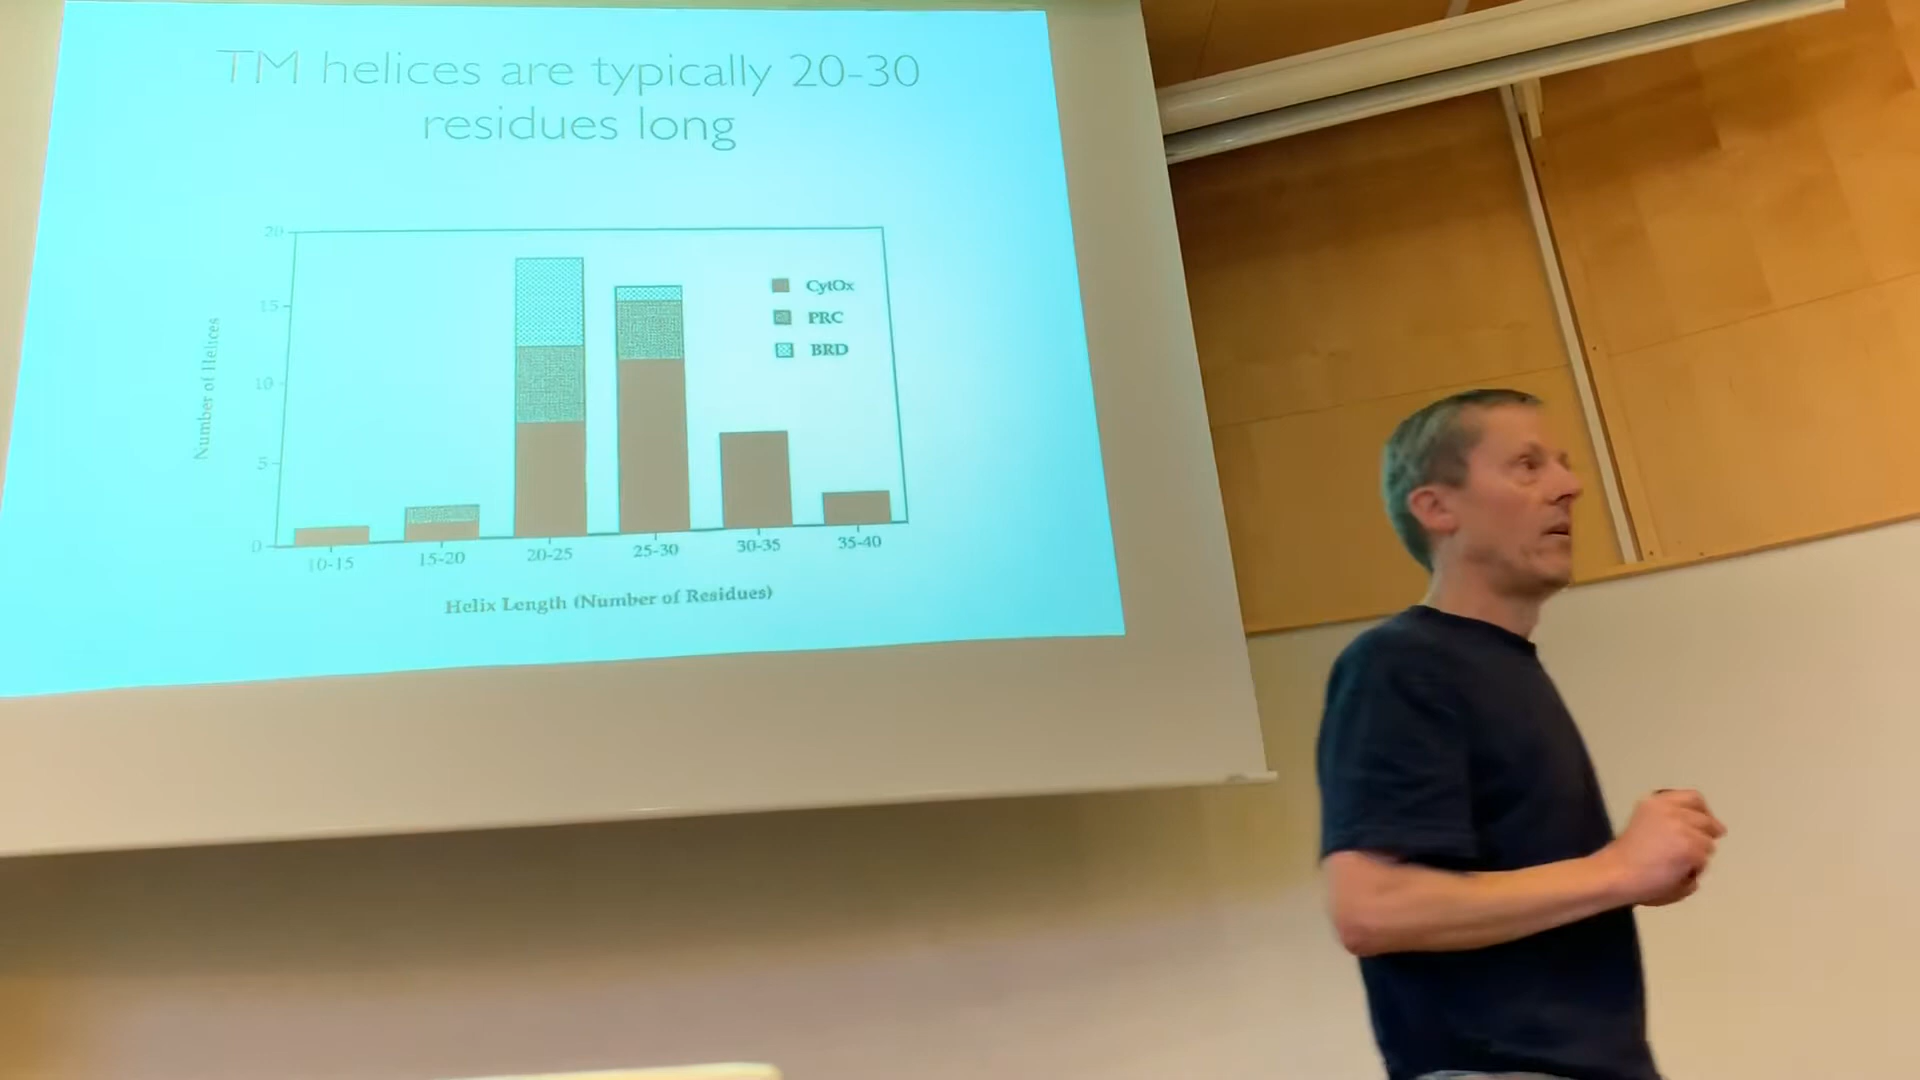 TM helices are typically 20-30
residues long
20
15
10
5
0
Number of Helices
CytOx
PRC
BRD
10-15 15-20 20-25 25-30 30-35 35-40
Helix Length (Number of Residues)